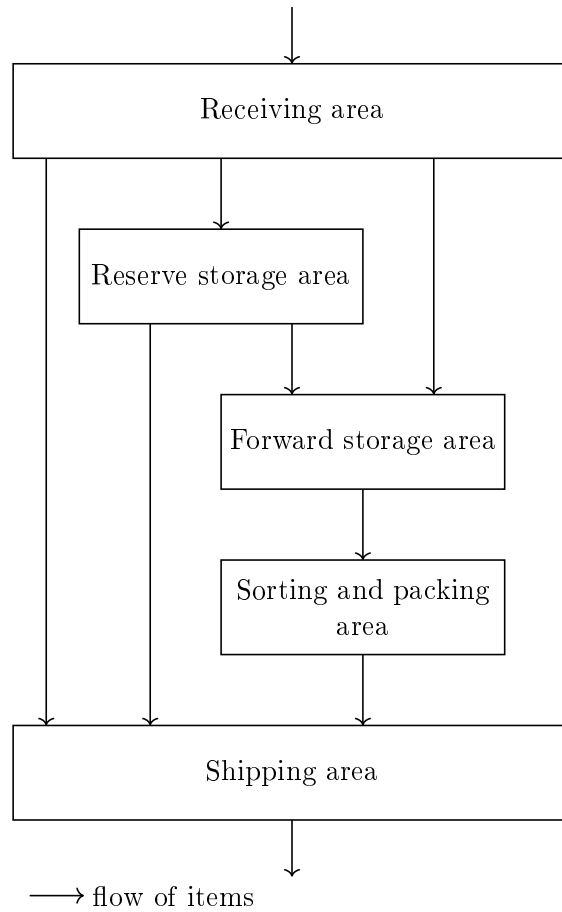 Receiving area
Reserve storage area
Forward storage area
Sorting and packing
area
Shipping area
flow of items